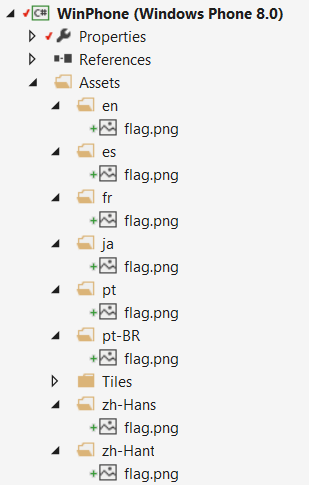 C# WinPhone (Windows Phone 8.0)
Properties
References
Assets
en
flag.png
es
flag.png
fr
flag.png
ja
flag.png
pt
flag.png
pt-BR
flag.png
Tiles
zh-Hans
flag.png
zh-Hant
flag.png